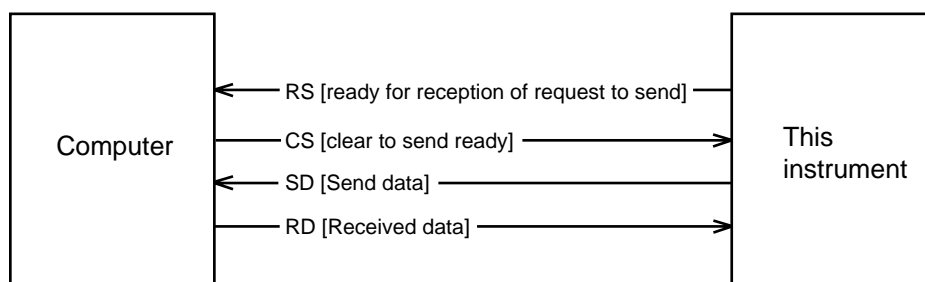 RS [ready for reception of request to send]
Computer
CS [clear to send ready]
This
instrument
SD [Send data]
RD [Received data]